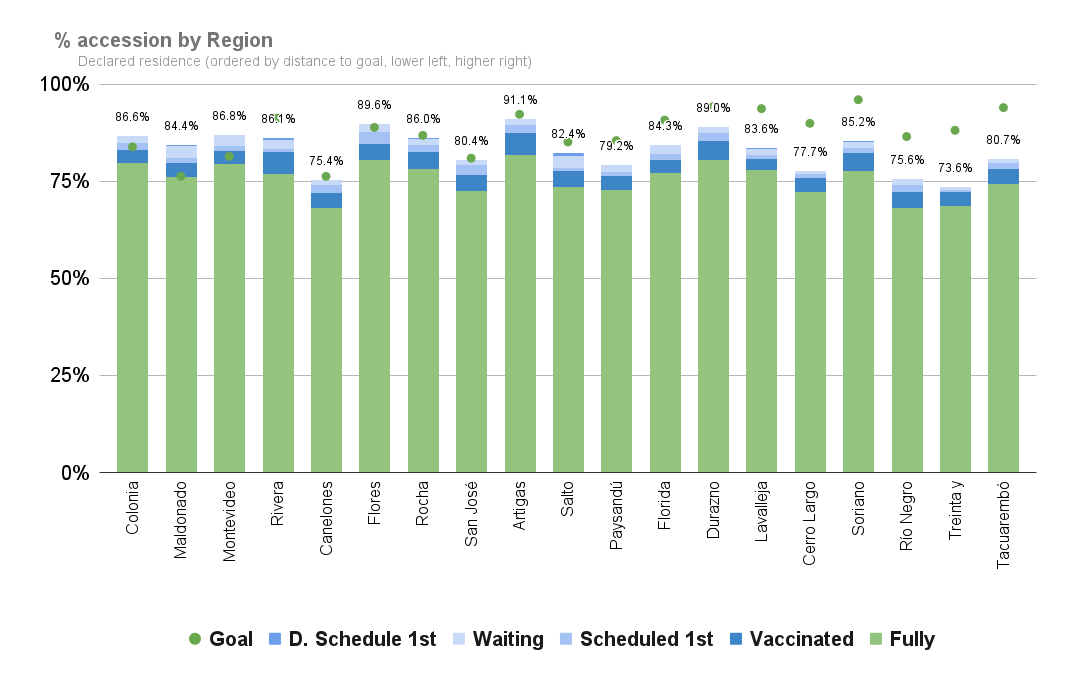 % accession by Region
Declared residence (ordered by distance to goal, lower left, higher right)
100%
75%
50%
25%
0%
86.6%
84.4%
86.8%
86.1%
75.4%
89.6%
86.0%
80.4%
91.1%
82.4%
79.2%
84.3%
89.0%
83.6%
77.7%
85.2%
75.6%
73.6%
80.7%
Colonia
Maldonado
Montevideo
Rivera
Canelones
Flores
Rocha
San José
Artigas
Salto
Paysandú
Florida
Durazno
Lavalleja
Cerro Largo
Soriano
Río Negro
Treinta y
Tacuarembó
Goal D. Schedule 1st Waiting Scheduled 1st Vaccinated Fully